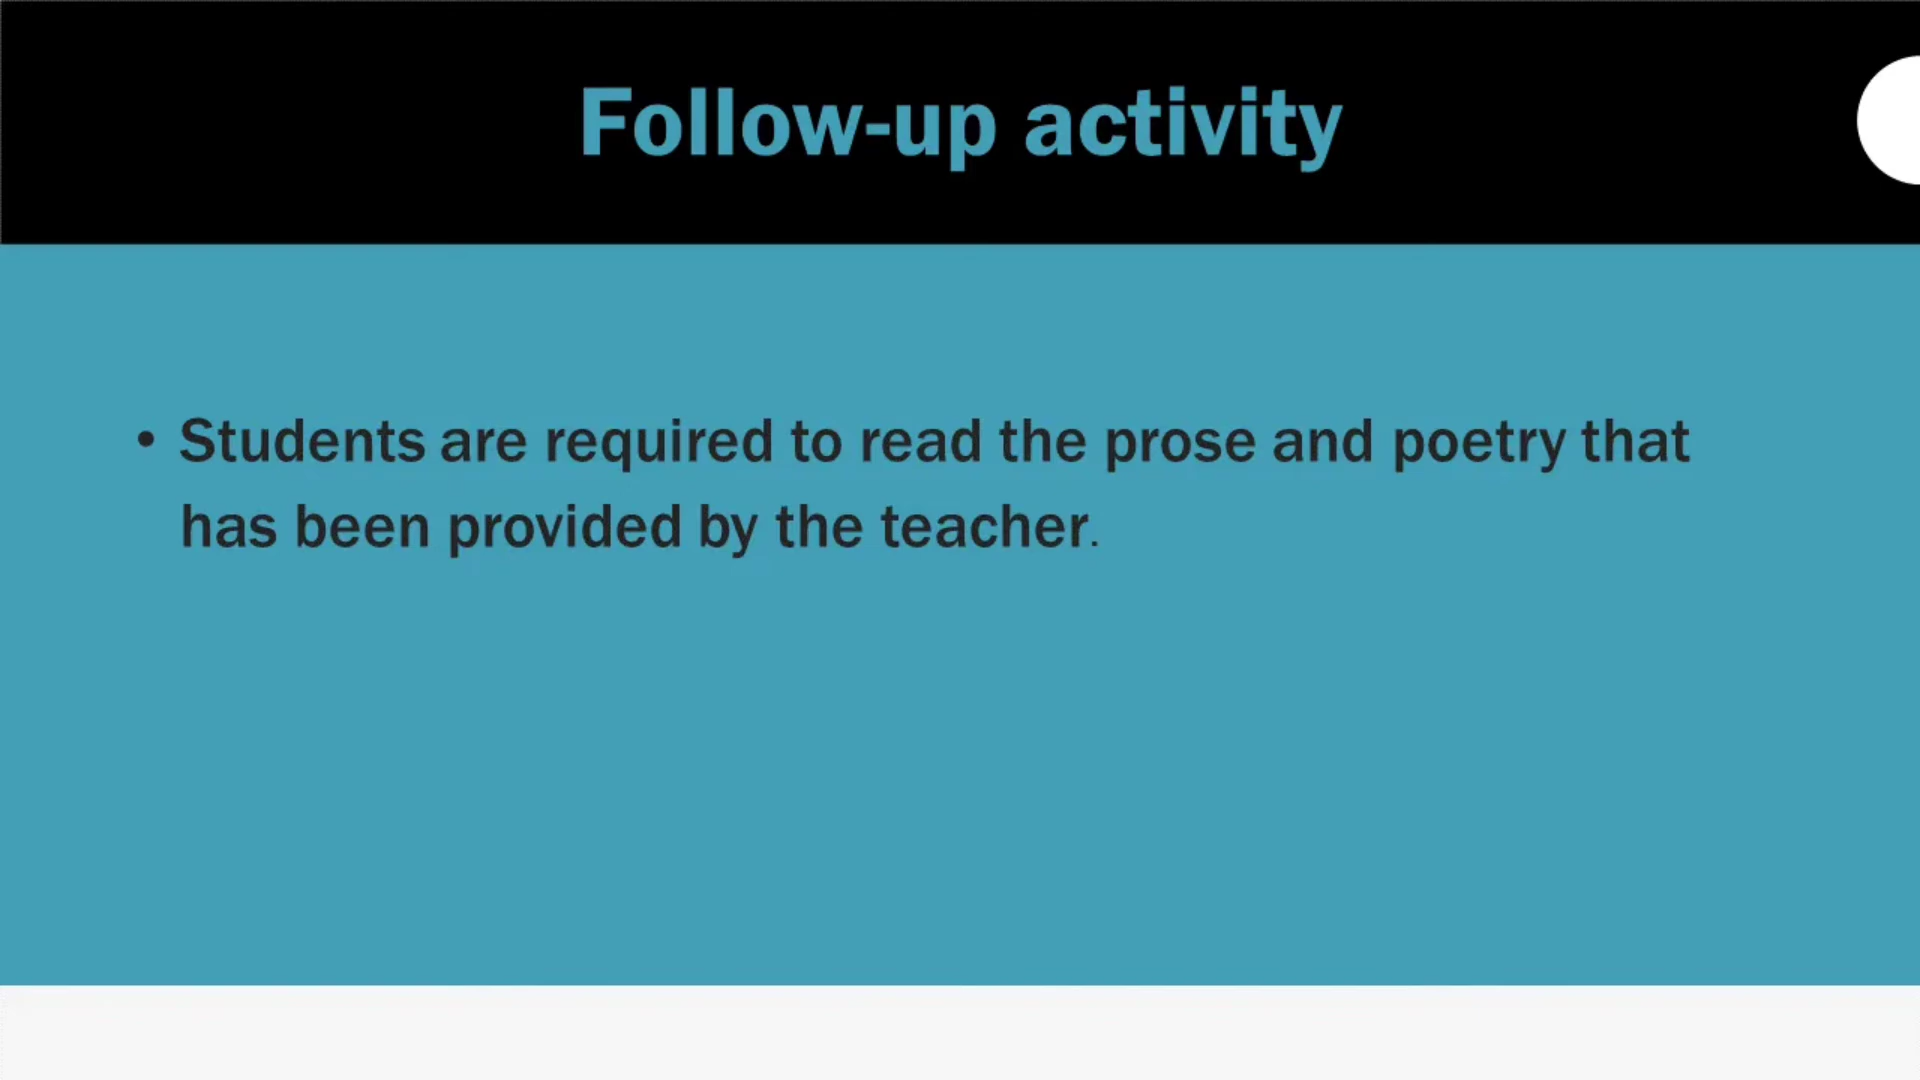 Follow-up activity
• Students are required to read the prose and poetry that
has been provided by the teacher.